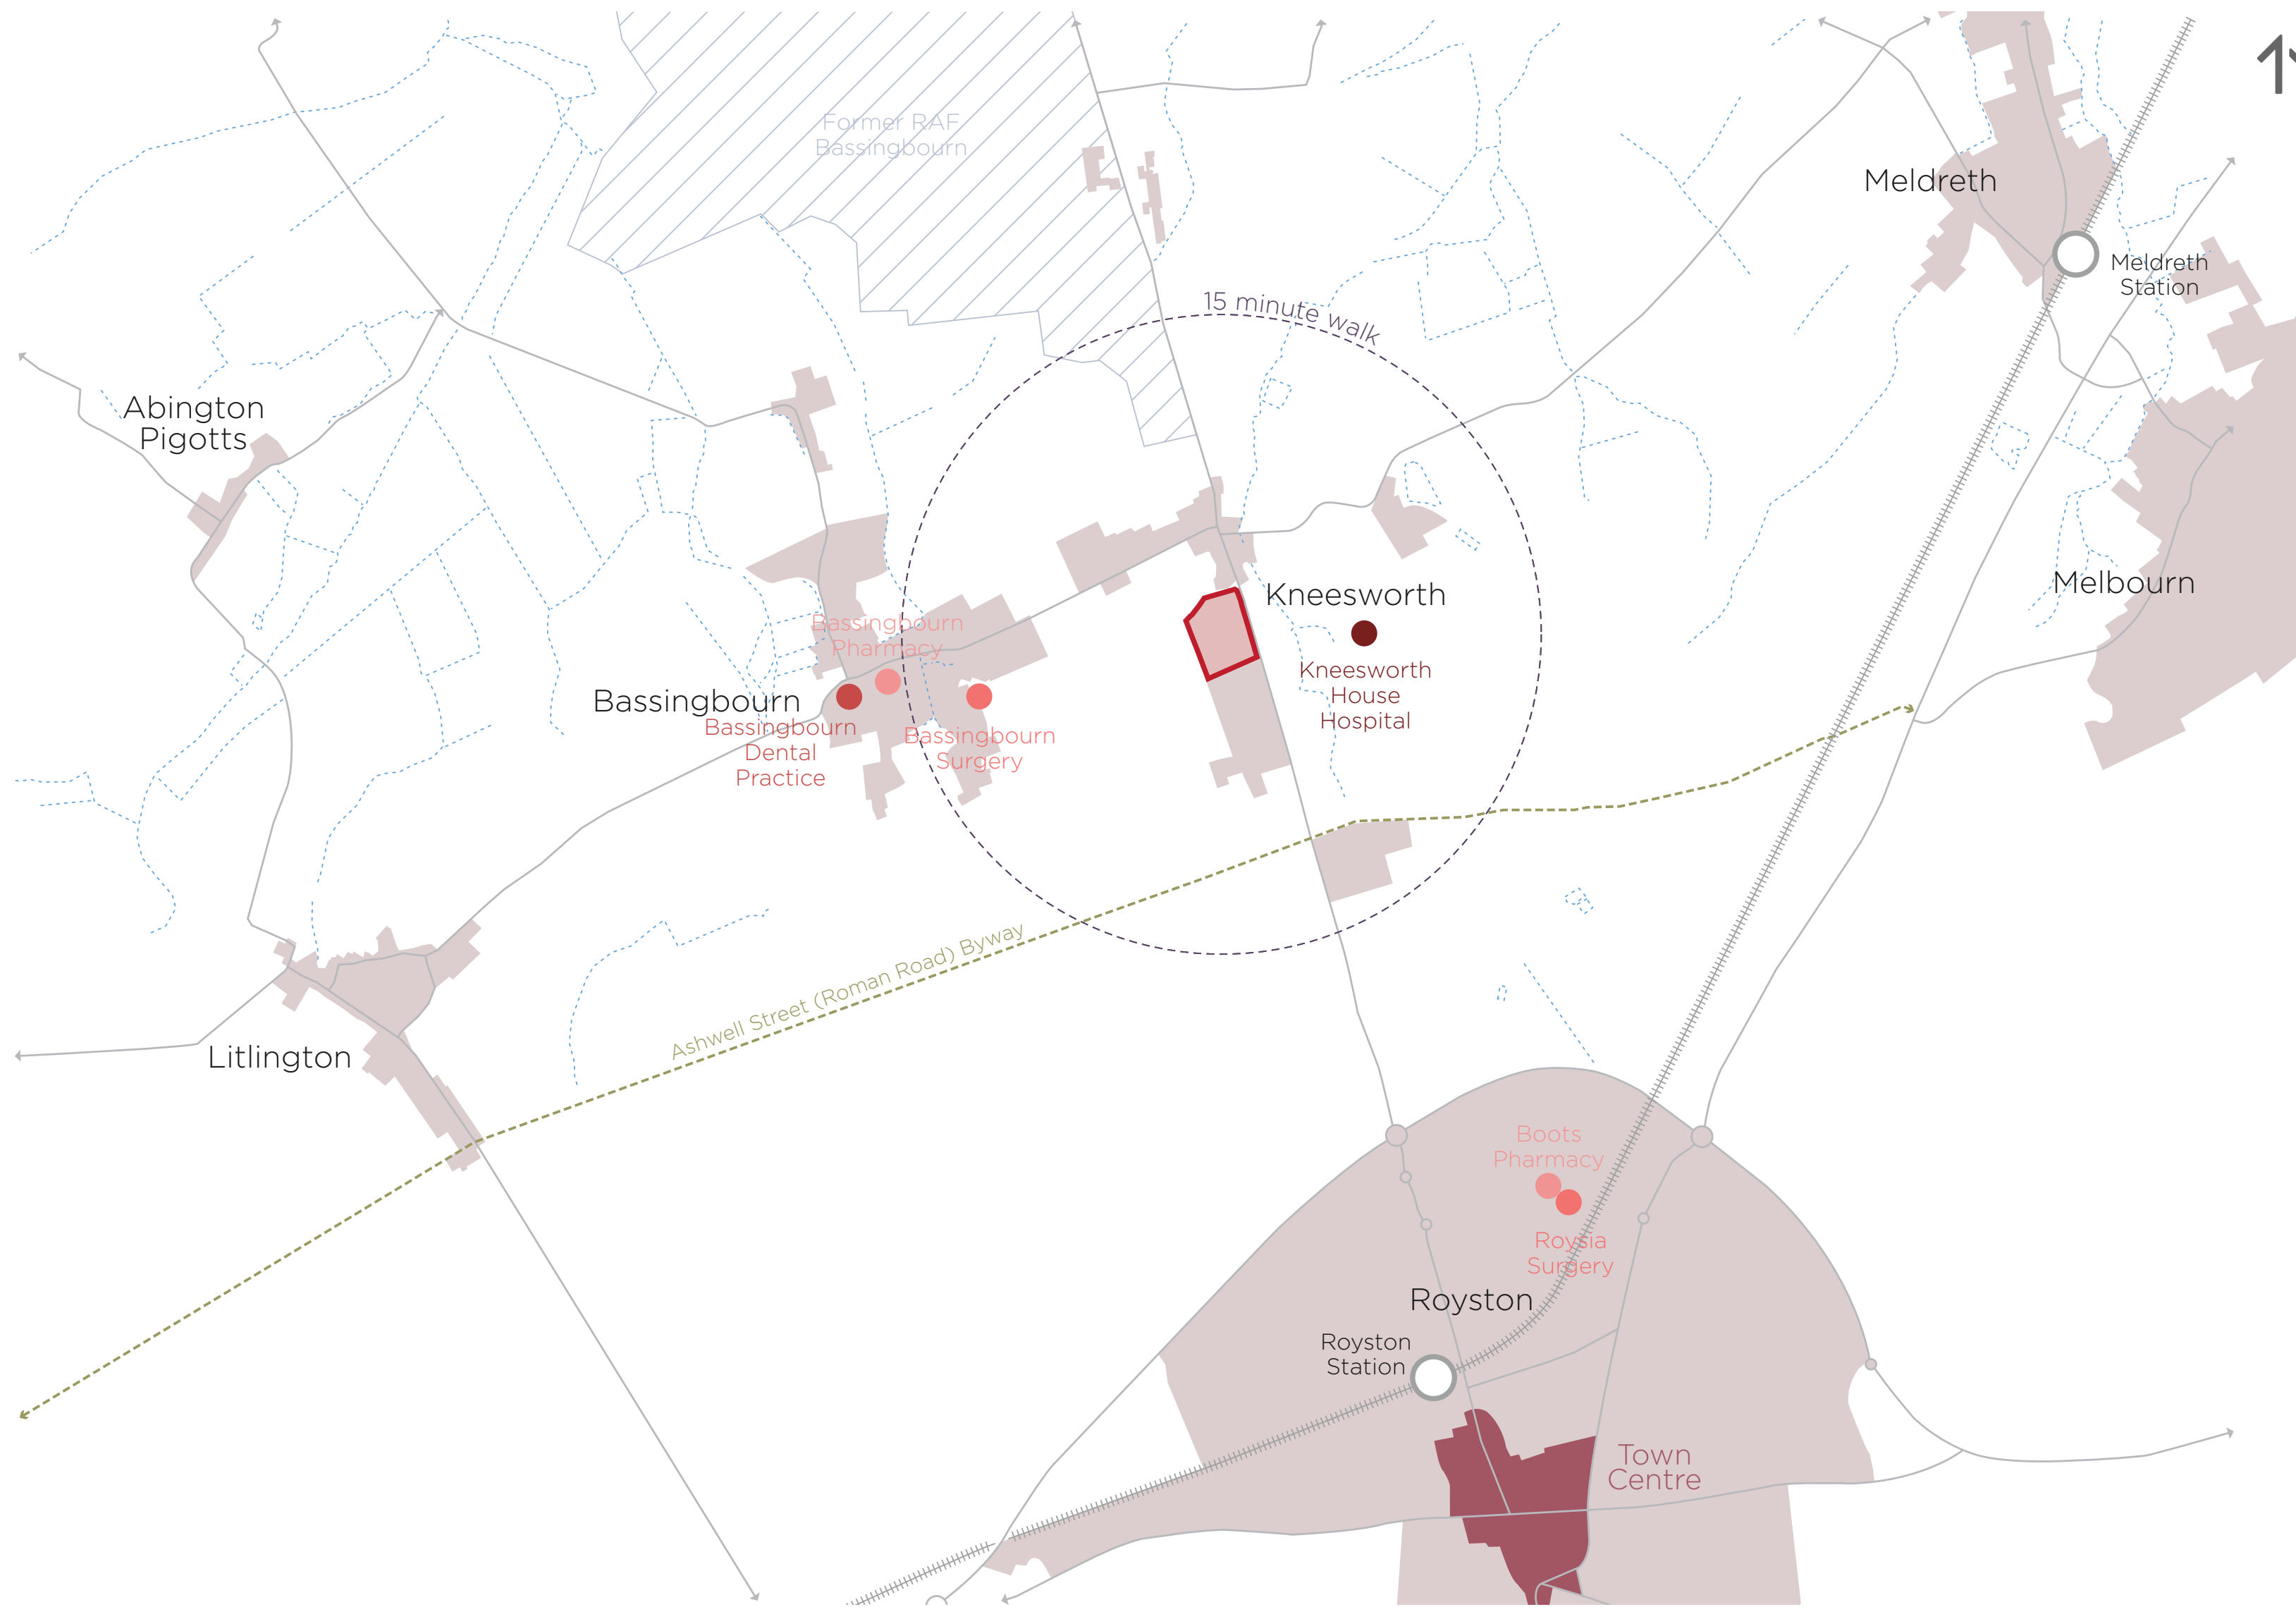 Former RAF
Bassingbourn
Meldreth
Meldreth
Station
15 minute walk
Abington
Pigotts
Kneesworth
Melbourn
Bassingbourn
Pharmacy
Kneesworth
House
Hospital
Bassingbourn
Bassingbourn
Dental
Practice
Bassingbourn
Surgery
Ashwell Street (Roman Road) Byway
Litlington
Boots
Pharmacy
Roysia
Surgery
Royston
Royston
Station
Town
Centre